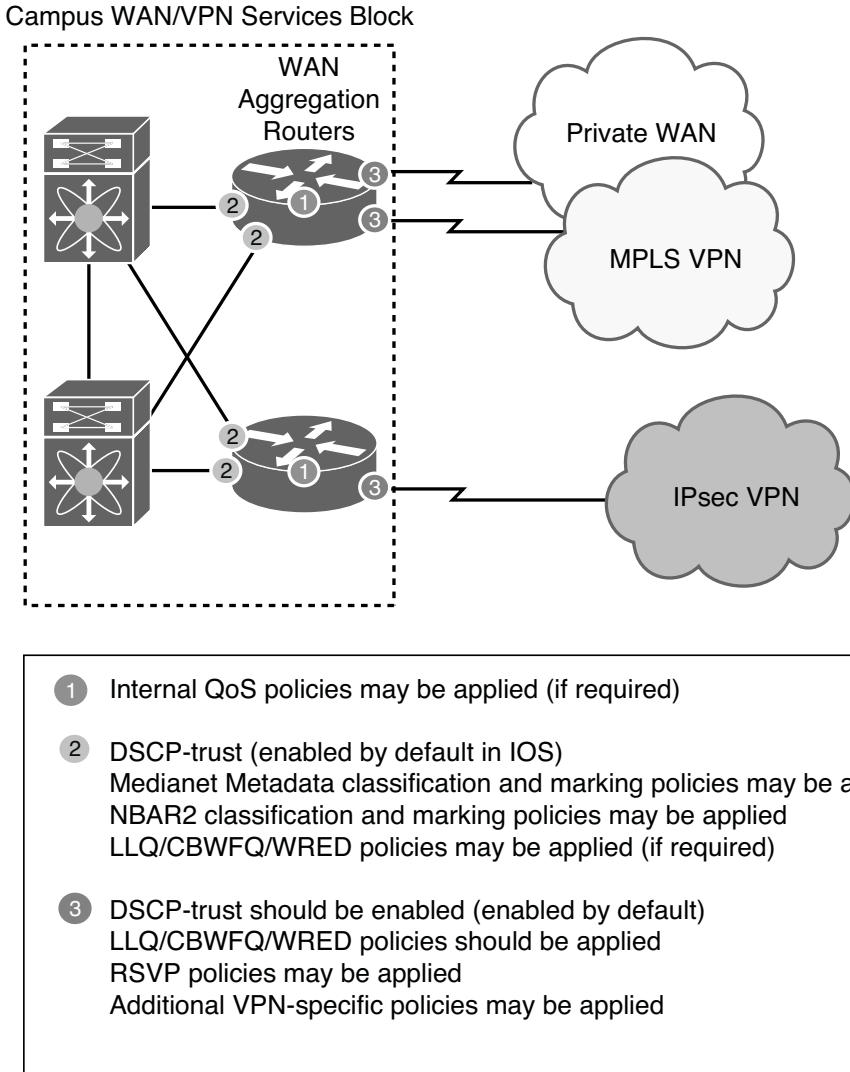 Campus WAN/VPN Services Block
WAN
Aggregation
Routers
Private WAN
MPLS VPN
IPsec VPN
3
3
1
2
2
2
2
1
3
1 Internal QoS policies may be applied (if required)
2 DSCP-trust (enabled by default in IOS)
Medianet Metadata classification and marking policies may be a
NBAR2 classification and marking policies may be applied
LLQ/CBWFQ/WRED policies may be applied (if required)
3 DSCP-trust should be enabled (enabled by default)
LLQ/CBWFQ/WRED policies should be applied
RSVP policies may be applied
Additional VPN-specific policies may be applied